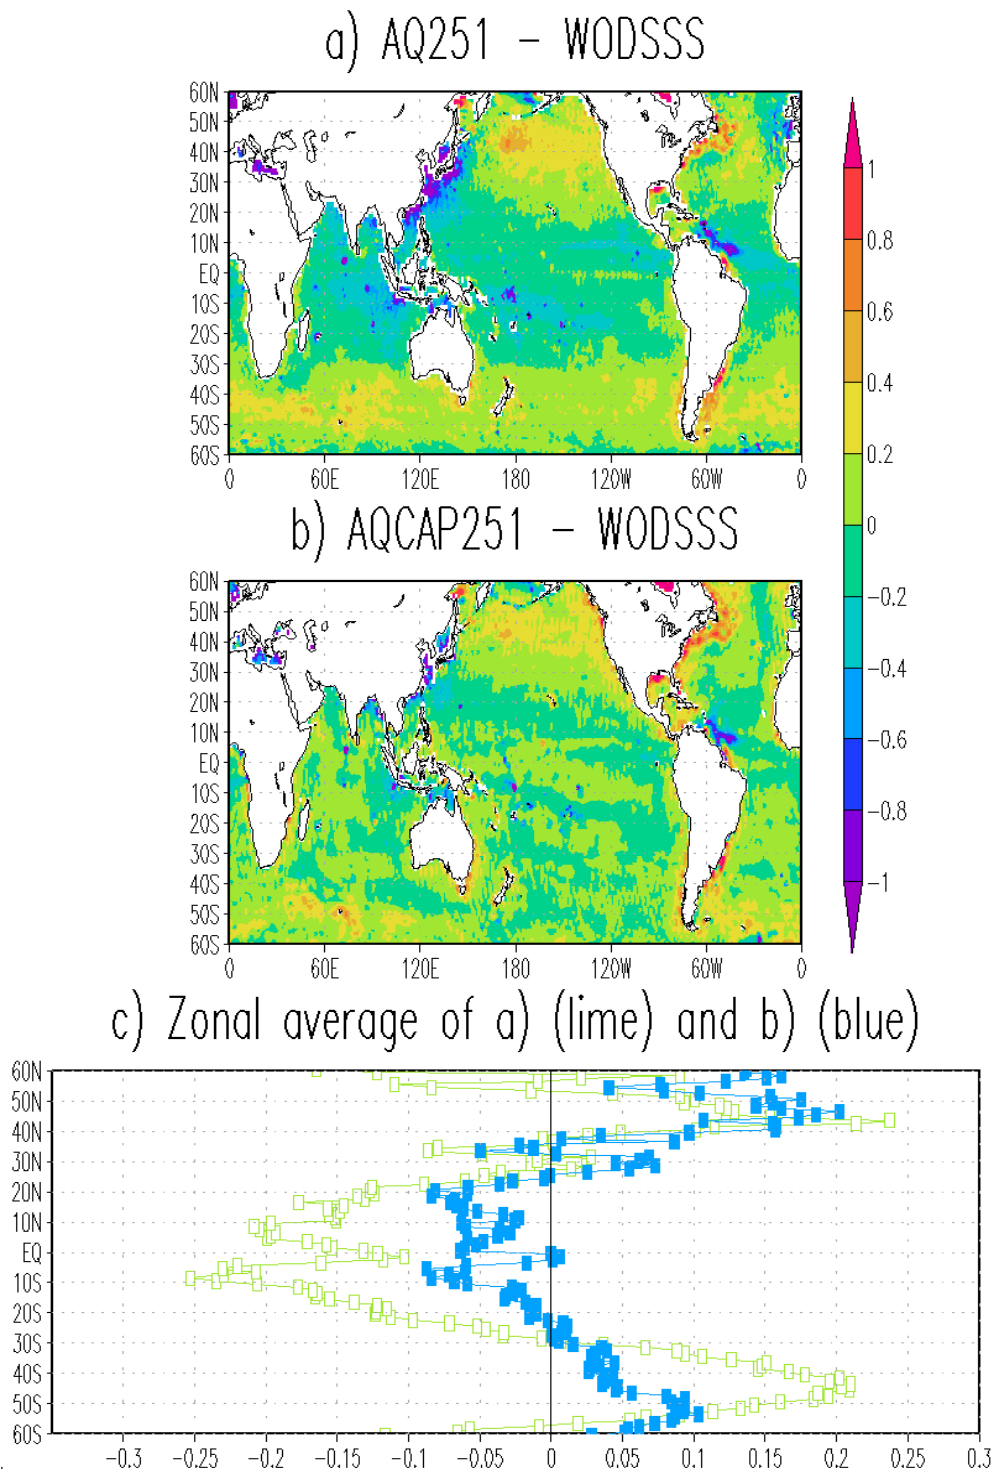 a) AQ251 – WODSSS
60N
50N
40N
30N
20N
10N
EQ
10S
20S
30S
40S
50S
60S
0 60E 120E 180 120W 60W 0
1
0.8
0.6
0.4
0.2
0
-0.2
-0.4
-0.6
-0.8
-1
b) AQCAP251 – WODSSS
60N
50N
40N
30N
20N
10N
EQ
10S
20S
30S
40S
50S
60S
0 60E 120E 180 120W 60W 0
c) Zonal average of a) (lime) and b) (blue)
60N
50N
40N
30N
20N
10N
EQ
10S
20S
30S
40S
50S
60S
-0.3 -0.25 -0.2 -0.15 -0.1 -0.05 0 0.05 0.1 0.15 0.2 0.25 0.3